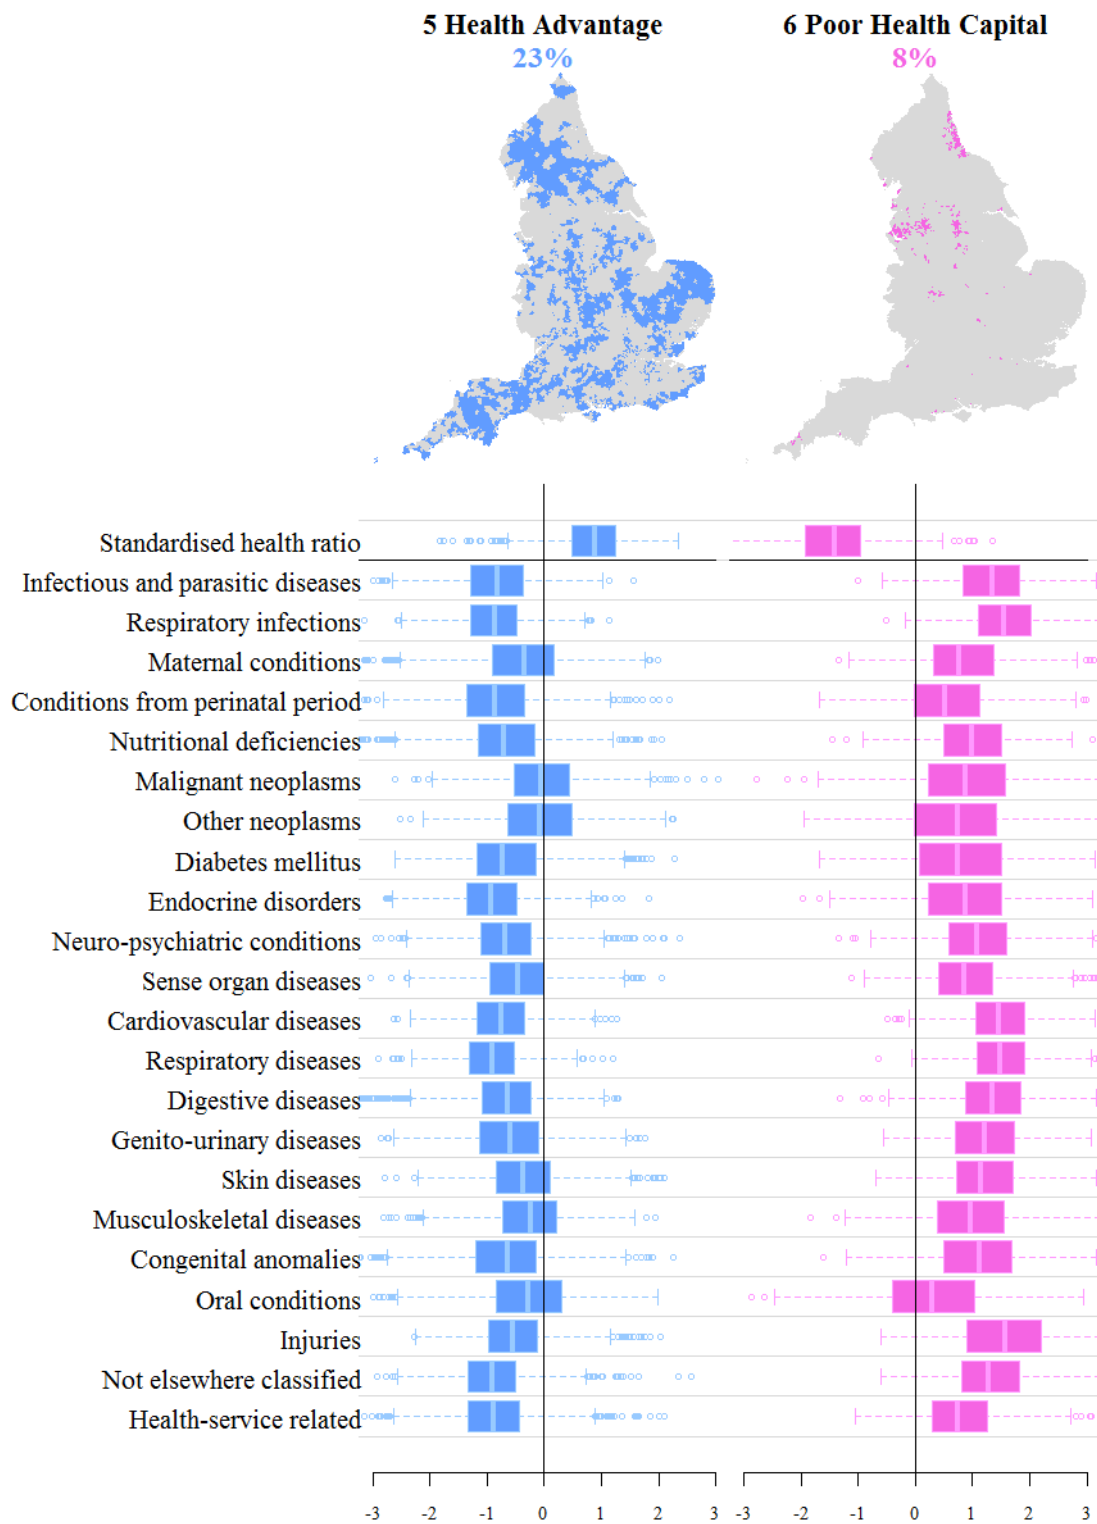 5 Health Advantage
23%
6 Poor Health Capital
8%
Standardised health ratio
Infectious and parasitic diseases
Respiratory infections
Maternal conditions
Conditions from perinatal period
Nutritional deficiencies
Malignant neoplasms
Other neoplasms
Diabetes mellitus
Endocrine disorders
Neuro-psychiatric conditions
Sense organ diseases
Cardiovascular diseases
Respiratory diseases
Digestive diseases
Genito-urinary diseases
Skin diseases
Musculoskeletal diseases
Congenital anomalies
Oral conditions
Injuries
Not elsewhere classified
Health-service related
-3 -2 -1 0 1 2 3
-3 -2 -1 0 1 2 3